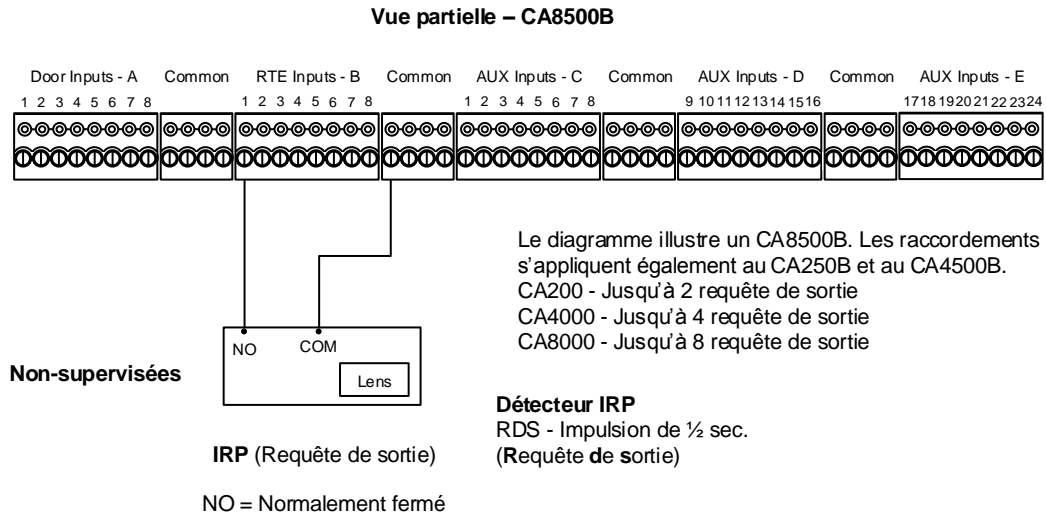 Vue partielle – CA8500B
Door Inputs - A Common RTE Inputs - B Common AUX Inputs - C Common AUX Inputs - D Common AUX Inputs - E
1 2 3 4 5 6 7 8 1 2 3 4 5 6 7 8 1 2 3 4 5 6 7 8 9 10 11 12 13 14 15 16 17 18 19 20 21 22 23 24
Le diagramme illustre un CA8500B. Les raccordements
s'appliquent également au CA250B et au CA4500B.
CA200 - Jusqu'à 2 requête de sortie
CA4000 - Jusqu'à 4 requête de sortie
CA8000 - Jusqu'à 8 requête de sortie
NO COM
Lens
Non-supervisées
Détecteur IRP
RDS - Impulsion de ½ sec.
(Requête de sortie)
IRP (Requête de sortie)
NO = Normalement fermé